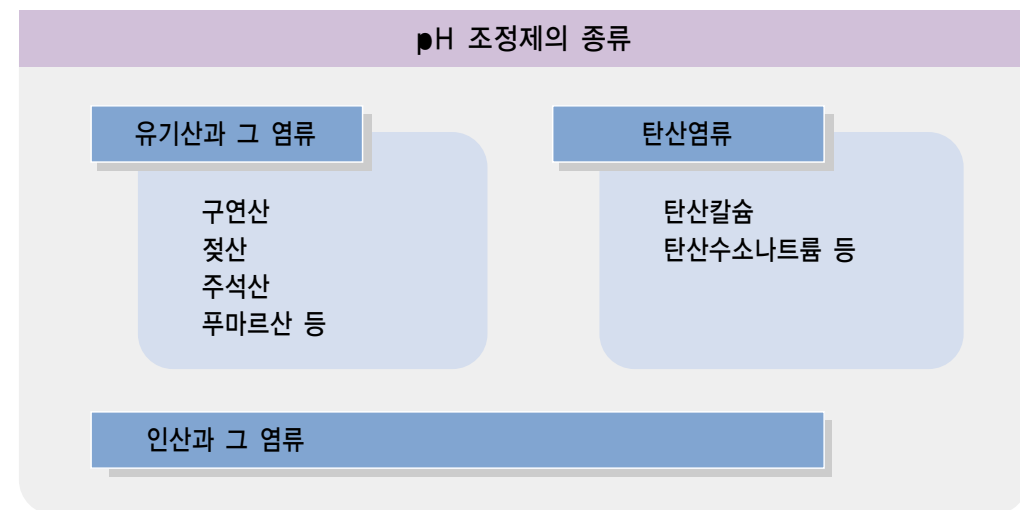 pH 조정제의 종류
유기산과 그 염류
구연산
젖산
주석산
푸마르산 등
탄산염류
탄산칼슘
탄산수소나트륨 등
인산과 그 염류